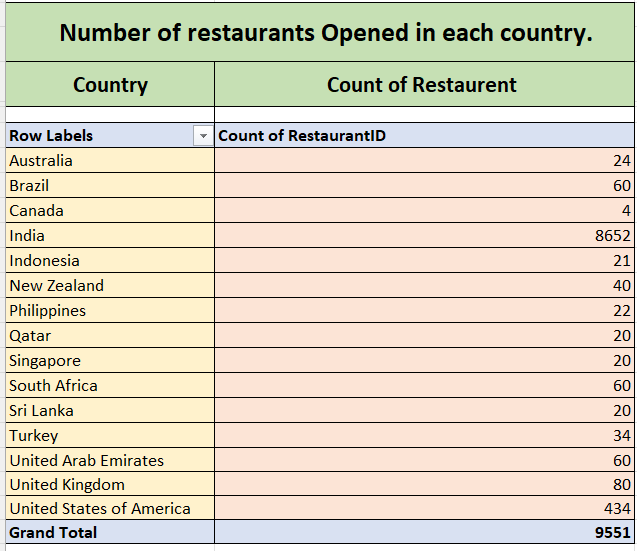 Number of restaurants Opened in each country.
Country Count of Restaurent
Row Labels Count of RestaurantID
Australia 24
Brazil 60
Canada 4
India 8652
Indonesia 21
New Zealand 40
Philippines 22
Qatar 20
Singapore 20
South Africa 60
Sri Lanka 20
Turkey 34
United Arab Emirates 60
United Kingdom 80
United States of America 434
Grand Total 9551